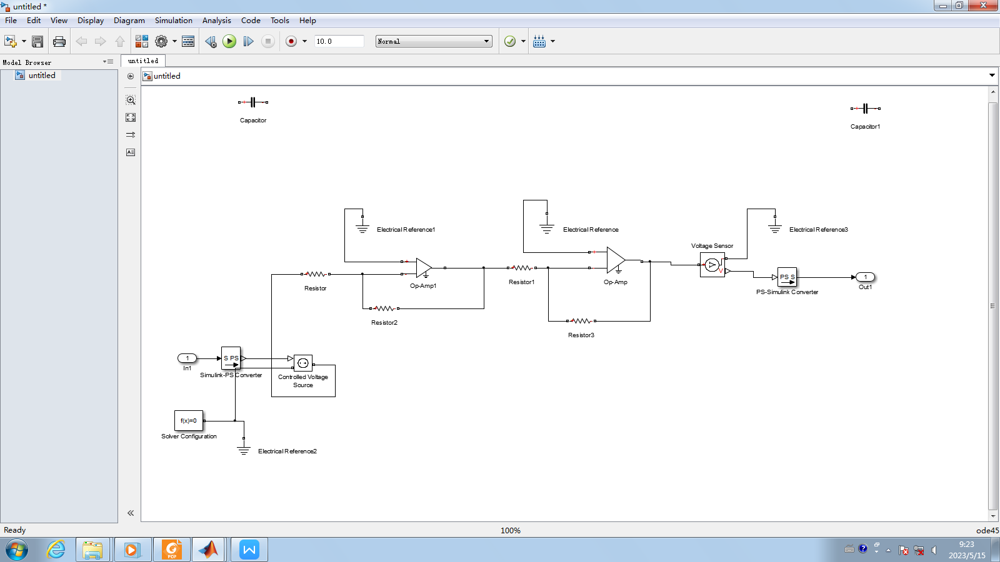 untitled *
File Edit View Display Diagram Simulation Analysis Code Tools Help
10.0
Normal
Model Browser
untitled
untitled
untitled
Capacitor
Capacitor1
Electrical Reference1
Electrical Reference
Electrical Reference3
Voltage Sensor
V
Resistor
Op-Amp1
Resistor1
Op-Amp
PS S
PS-Simulink Converter
1
Out1
Resistor2
Resistor3
1
In1
S PS
Simulink-PS Converter
Controlled Voltage
Source
f(x)=0
Solver Configuration
Electrical Reference2
Ready
100%
ode45
PDF
W
9:23
2023/5/15